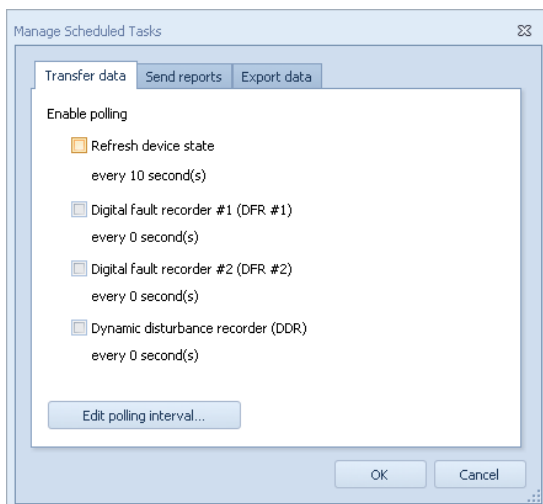 Manage Scheduled Tasks
Transfer data Send reports Export data
Enable polling
Refresh device state
every 10 second(s)
Digital fault recorder #1 (DFR #1)
every 0 second(s)
Digital fault recorder #2 (DFR #2)
every 0 second(s)
Dynamic disturbance recorder (DDR)
every 0 second(s)
Edit polling interval...
OK Cancel